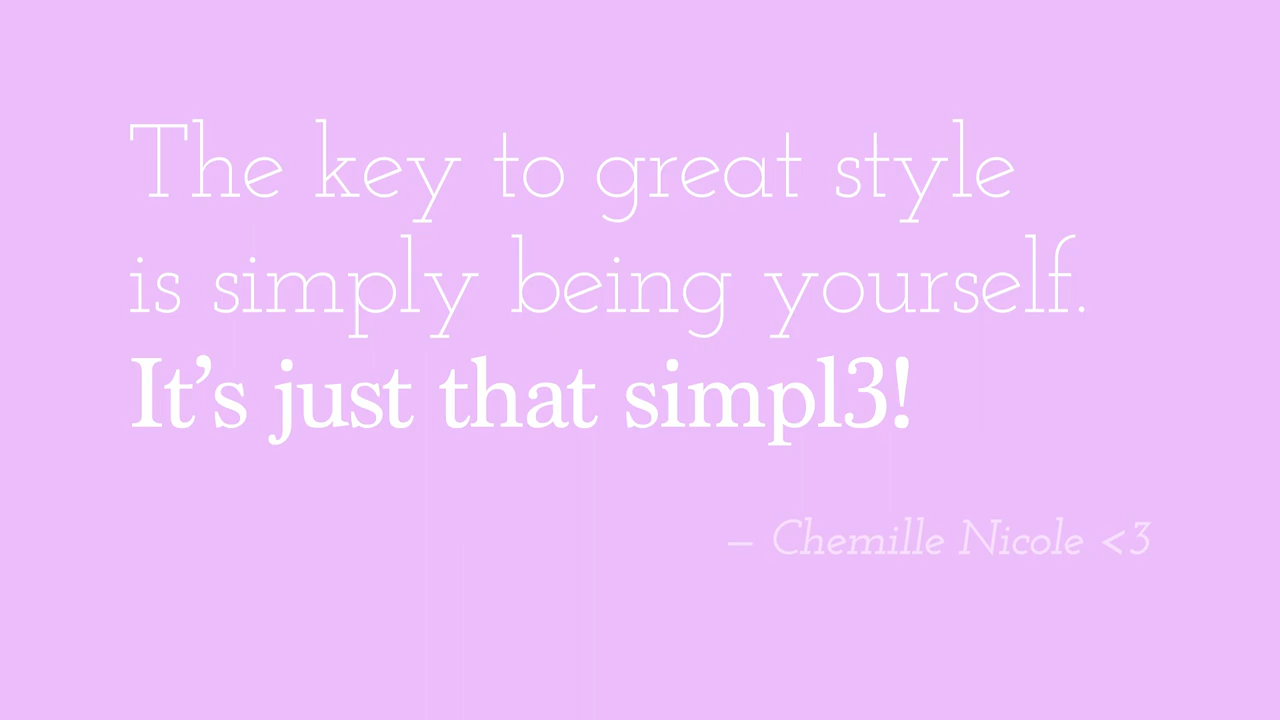 The key to great style
is simply being yourself.
It’s just that simpl3!
– Chemille Nicole <3